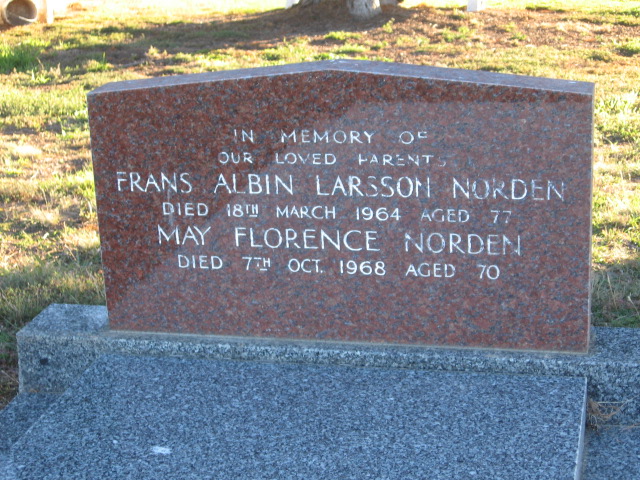 IN MEMORY OF
OUR LOVED PARENTS
FRANS ALBIN LARSSON NORDEN
DIED 18TH MARCH 1964 AGED 77
MAY FLORENCE NORDEN
DIED 7TH OCT. 1968 AGED 70